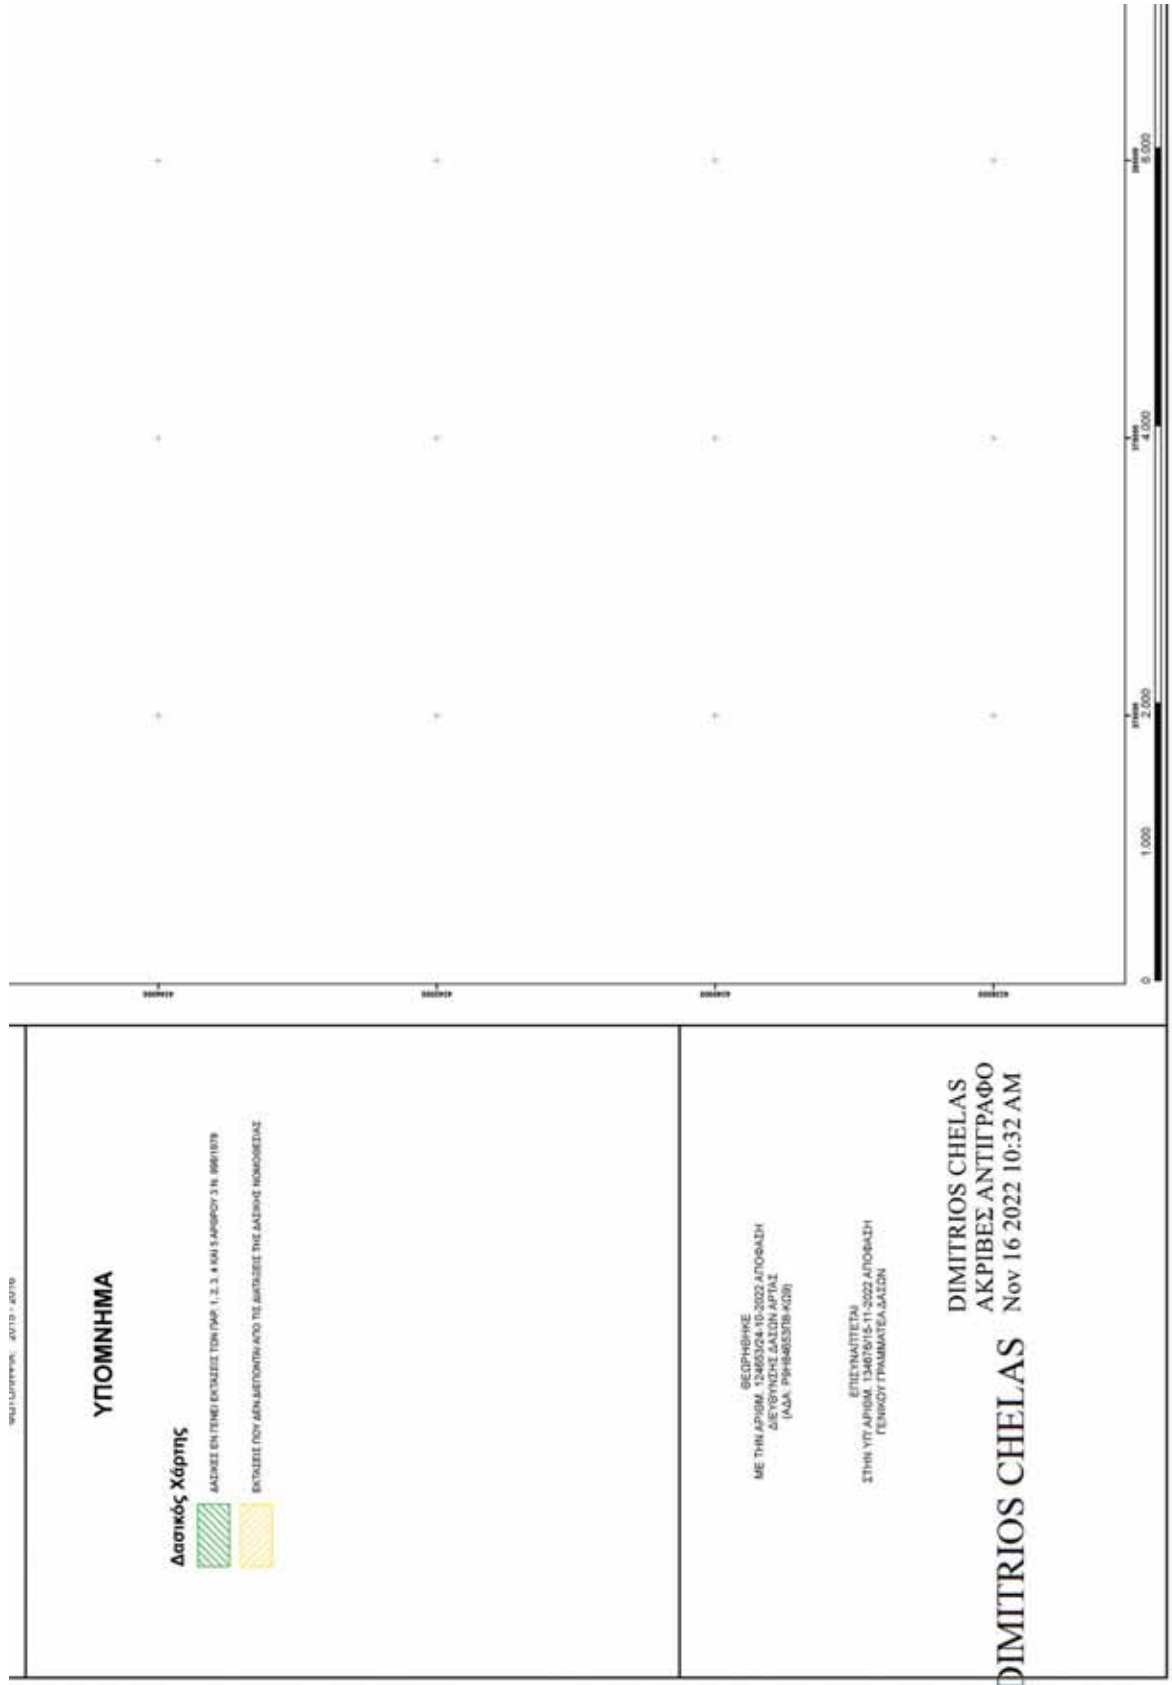 ΥΠΟΜΝΗΜΑ
Δασικός Χάρτης
ΔΑΣΙΚΕΣ ΕΝ ΓΕΝΕΙ ΕΚΤΑΣΕΙΣ ΤΩΝ ΠΑΡ. 1, 2, 3, 4 ΚΑΙ 5 ΑΡΘΡΟΥ 3 Ν. 998/1979
ΕΚΤΑΣΕΙΣ ΠΟΥ ΔΕΝ ΔΙΕΠΟΝΤΑΙ ΑΠΟ ΤΙΣ ΔΙΑΤΑΞΕΙΣ ΤΗΣ ΔΑΣΙΚΗΣ ΝΟΜΟΘΕΣΙΑΣ
ΘΕΩΡΗΘΗΚΕ
ΜΕ ΤΗΝ ΑΡΙΘΜ. 124653/24-10-2022 ΑΠΟΦΑΣΗ
ΔΙΕΥΘΥΝΣΗΣ ΔΑΣΩΝ ΑΡΤΑΣ
(ΑΔΑ:
ΕΠΙΣΥΝΑΠΤΕΤΑΙ
ΣΤΗΝ ΥΠ' ΑΡΙΘΜ. 134676/15-11-2022 ΑΠΟΦΑΣΗ
ΓΕΝΙΚΟΥ ΓΡΑΜΜΑΤΕΑ ΔΑΣΩΝ
DIMITRIOS CHELAS
DIMITRIOS CHELAS
ΑΚΡΙΒΕΣ ΑΝΤΙΓΡΑΦΟ
Nov 16 2022 10:32 AM
0 1.000 2.000 4.000 6.000